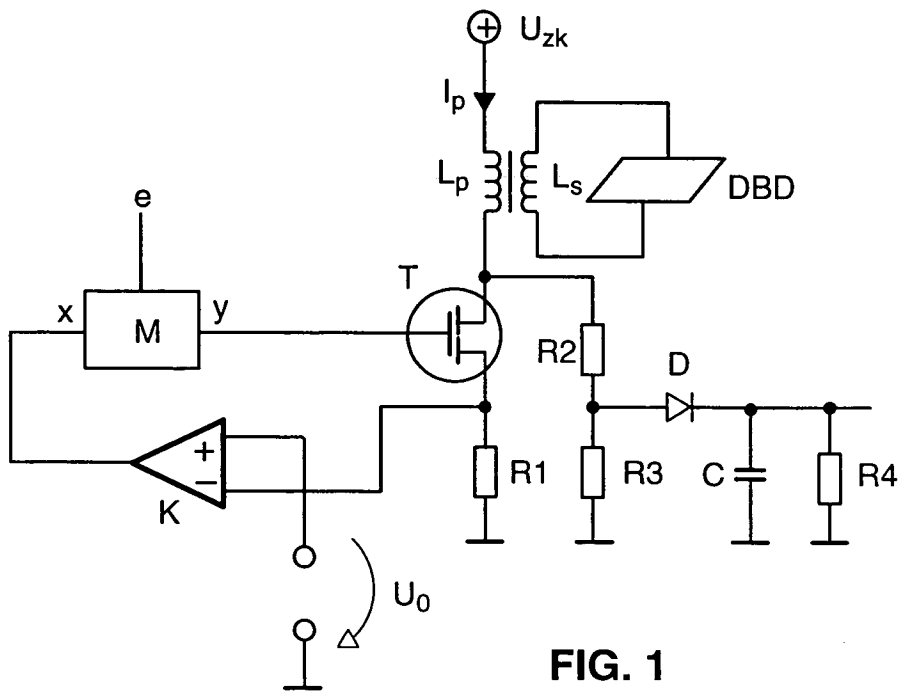 +
U_zk
I_p
L_p
L_s
DBD
e
x
M
y
T
R2
D
+
−
K
R1
R3
C
R4
U_0
FIG. 1